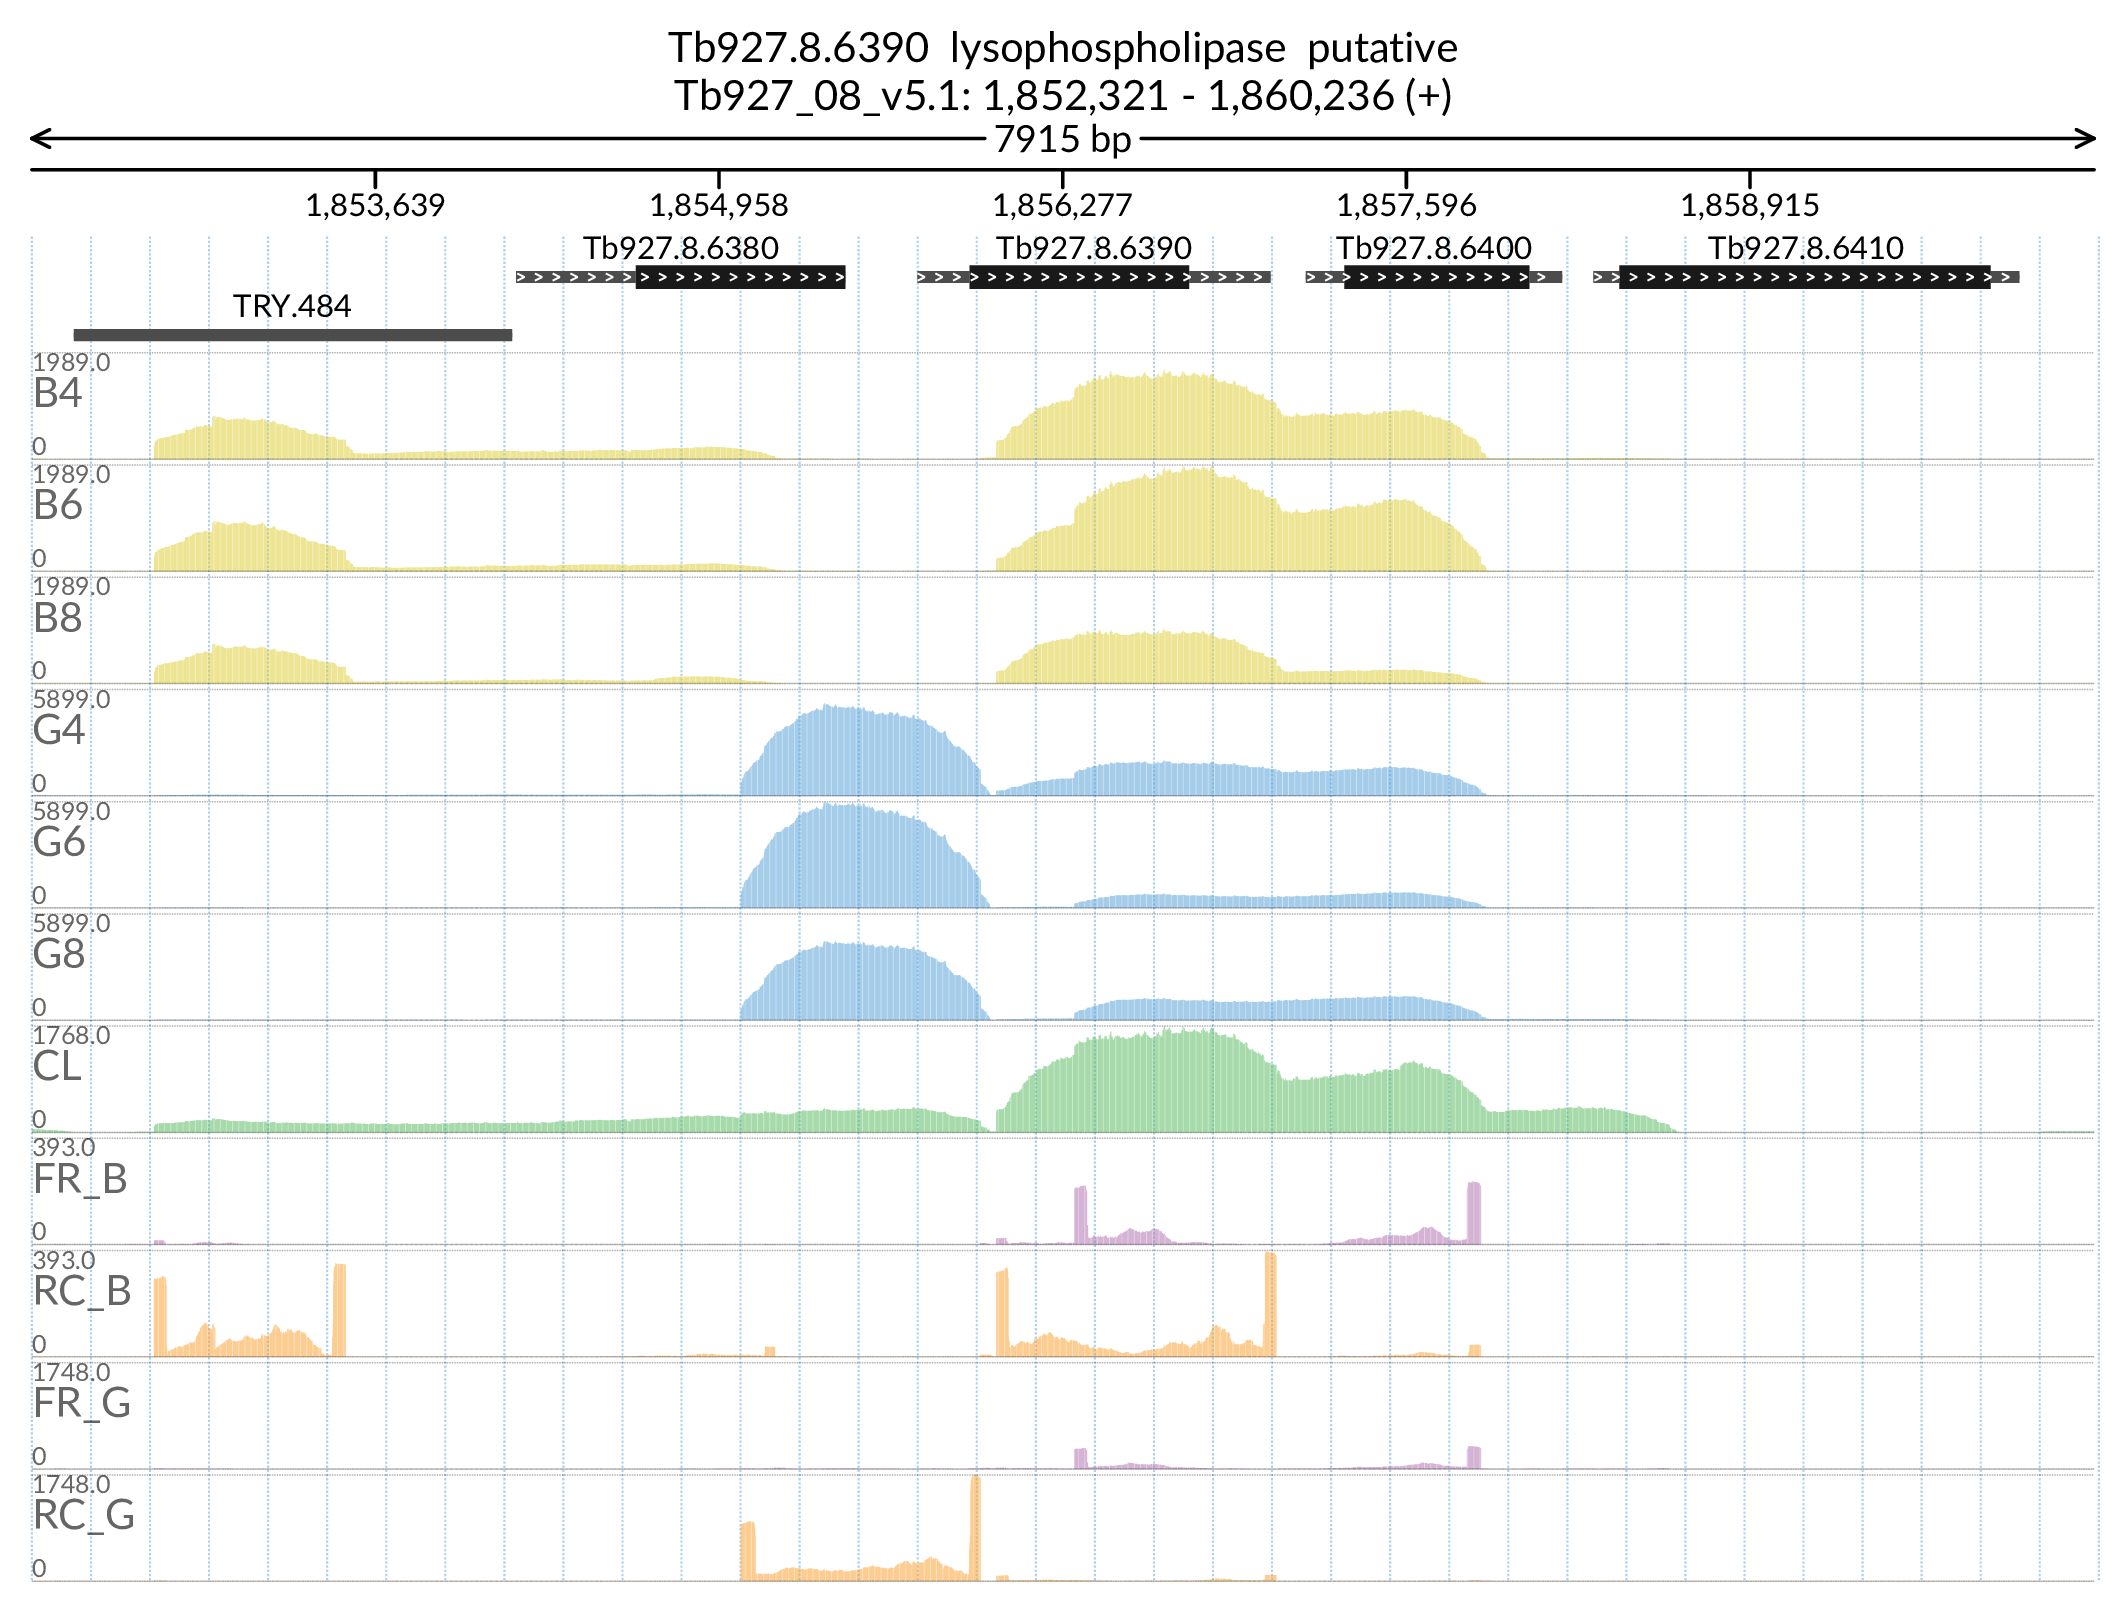 Tb927.8.6390 lysophospholipase putative
Tb927_08_v5.1: 1,852,321 - 1,860,236 (+)
7915 bp
1,853,639 1,854,958 1,856,277 1,857,596 1,858,915
Tb927.8.6380 Tb927.8.6390 Tb927.8.6400 Tb927.8.6410
TRY.484
1989.0
B4
0
1989.0
B6
0
1989.0
B8
0
5899.0
G4
0
5899.0
G6
0
5899.0
G8
0
1768.0
CL
0
393.0
FR_B
0
393.0
RC_B
0
1748.0
FR_G
0
1748.0
RC_G
0